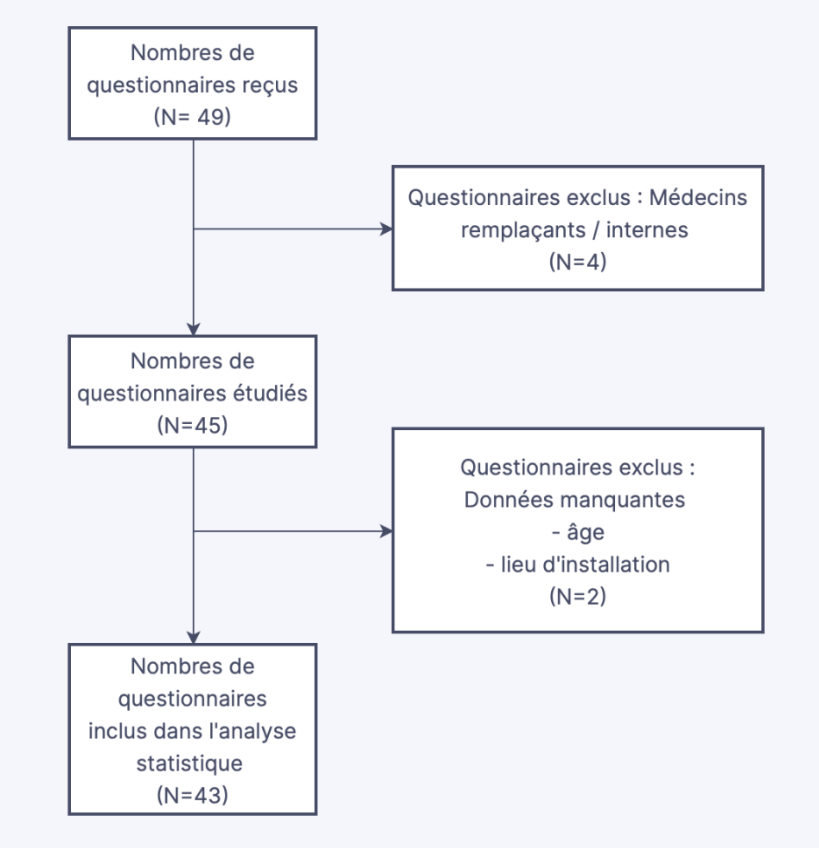 Nombres de
questionnaires reçus
(N= 49)
Questionnaires exclus : Médecins
remplaçants / internes
(N=4)
Nombres de
questionnaires étudiés
(N=45)
Questionnaires exclus :
Données manquantes
- âge
- lieu d'installation
(N=2)
Nombres de
questionnaires
inclus dans l'analyse
statistique
(N=43)